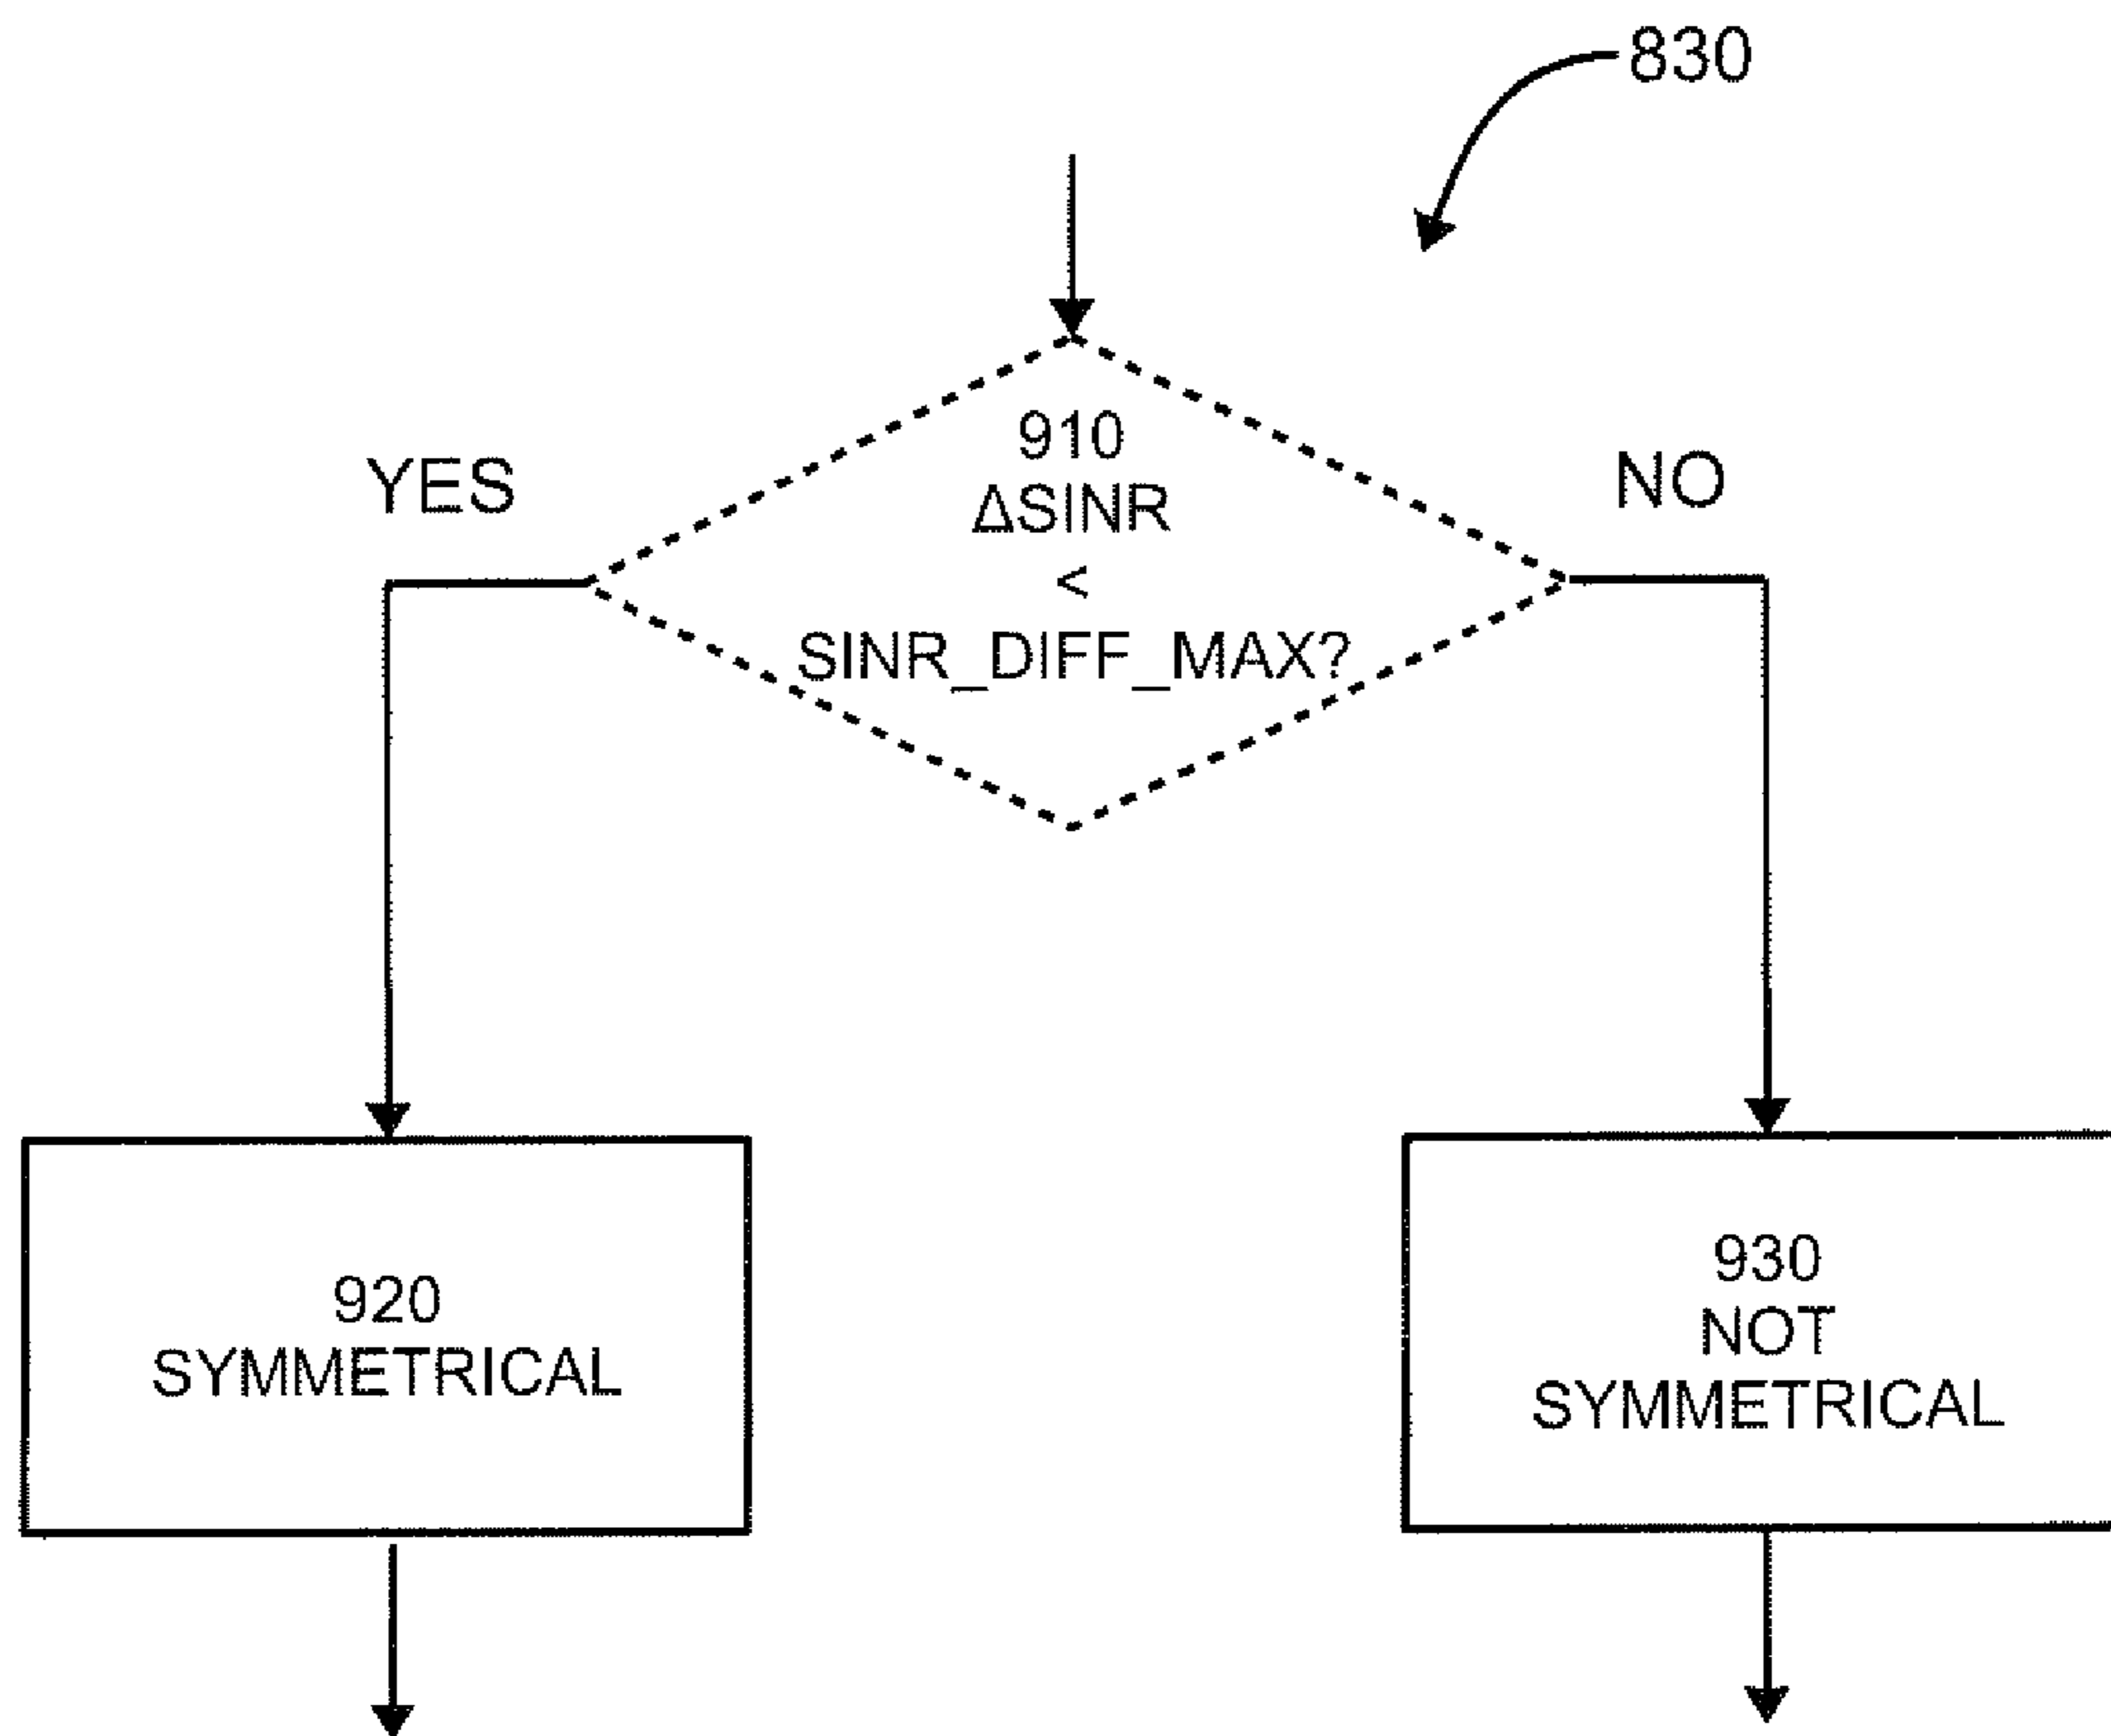 830
910
ΔSINR
<
SINR_DIFF_MAX?
YES
NO
920
SYMMETRICAL
930
NOT
SYMMETRICAL